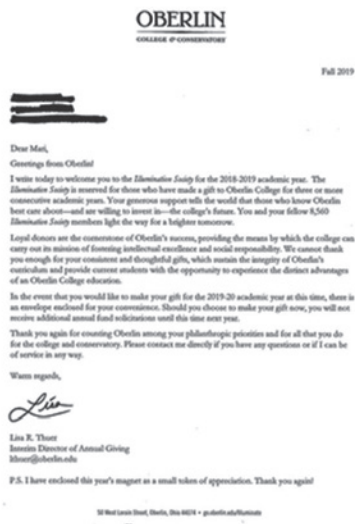 OBERLIN
COLLEGE & CONSERVATORY
Fall 2019
Dear Mari,
Greetings from Oberlin!
I write today to welcome you to the Illumination Society for the 2018-2019 academic year. The
Illumination Society is reserved for those who have made a gift to Oberlin College for three or more
consecutive academic years. Your generous support tells the world that those who know Oberlin
best care about—and are willing to invest in—the college's future. You and your fellow 8,560
Illumination Society members light the way for a brighter tomorrow.
Loyal donors are the cornerstone of Oberlin's success, providing the means by which the college can
carry out its mission of fostering intellectual excellence and social responsibility. We cannot thank
you enough for your consistent and thoughtful gifts, which sustain the integrity of Oberlin's
curriculum and provide current students with the opportunity to experience the distinct advantages
of an Oberlin College education.
In the event that you would like to make your gift for the 2019-20 academic year at this time, there is
an envelope enclosed for your convenience. Should you choose to make your gift now, you will not
receive additional annual fund solicitations until this time next year.
Thank you again for counting Oberlin among your philanthropic priorities and for all that you do
for the college and conservatory. Please contact me directly if you have any questions or if I can be
of service in any way.
Warm regards,
Lisa
Lisa R.
Interim Director of Annual Giving
P.S. I have enclosed this year's magnet as a small token of appreciation. Thank you again!
50 West Lorain Street, Oberlin, Ohio 44074 •